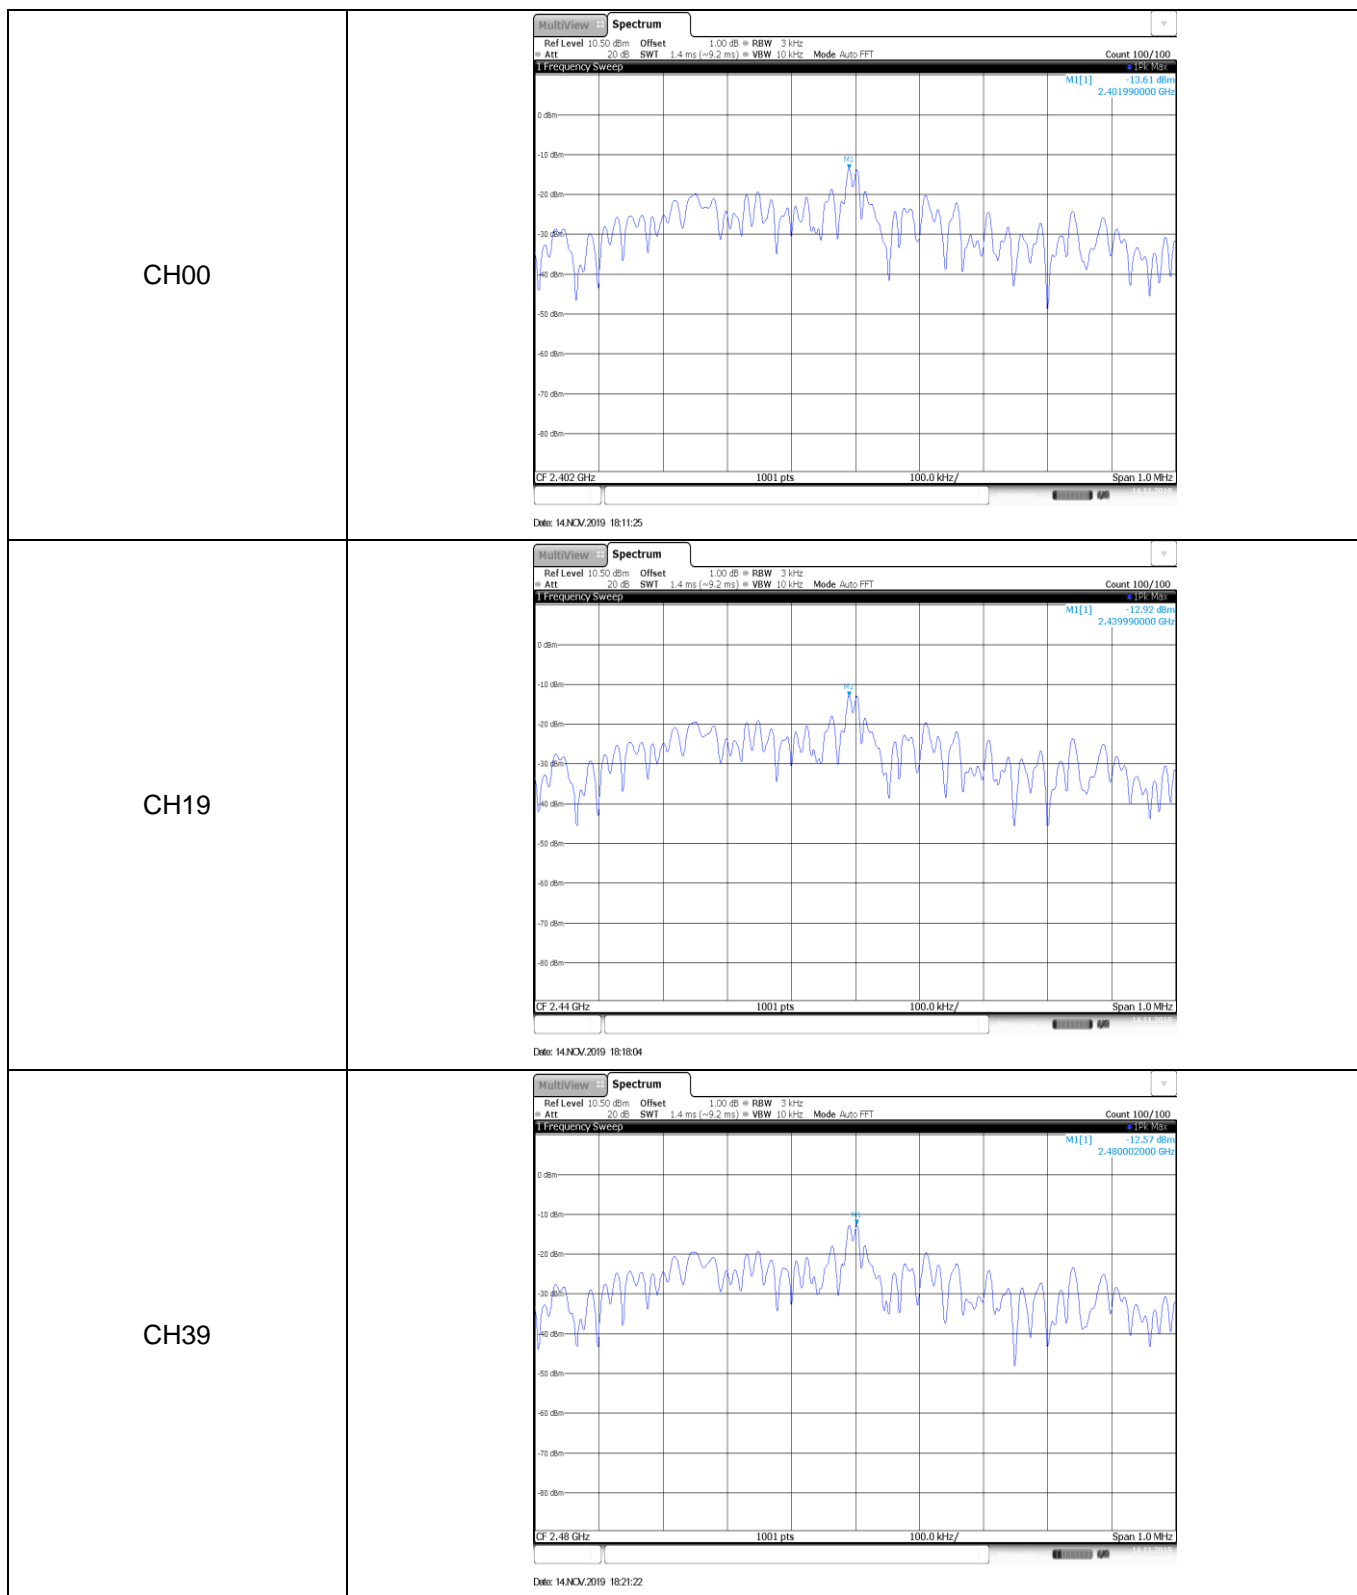 CH00
MultiView Spectrum
Ref Level 10.50 dBm Offset 1.00 dB RBW 3 kHz
Att 20 dB SWT 1.4 ms (~9.2 ms) VBW 10 kHz Mode Auto FFT Count 100/100
1 Frequency Sweep 1Pk Max
M1[1] -13.61 dBm
2.401990000 GHz
0 dBm
-10 dBm
M1
-20 dBm
-30 dBm
-40 dBm
-50 dBm
-60 dBm
-70 dBm
-80 dBm
CF 2.402 GHz 1001 pts 100.0 kHz/ Span 1.0 MHz
14.11.2019
Date: 14.NOV.2019 18:11:25
CH19
MultiView Spectrum
Ref Level 10.50 dBm Offset 1.00 dB RBW 3 kHz
Att 20 dB SWT 1.4 ms (~9.2 ms) VBW 10 kHz Mode Auto FFT Count 100/100
1 Frequency Sweep 1Pk Max
M1[1] -12.92 dBm
2.439990000 GHz
0 dBm
-10 dBm
M1
-20 dBm
-30 dBm
-40 dBm
-50 dBm
-60 dBm
-70 dBm
-80 dBm
CF 2.44 GHz 1001 pts 100.0 kHz/ Span 1.0 MHz
14.11.2019
Date: 14.NOV.2019 18:18:04
CH39
MultiView Spectrum
Ref Level 10.50 dBm Offset 1.00 dB RBW 3 kHz
Att 20 dB SWT 1.4 ms (~9.2 ms) VBW 10 kHz Mode Auto FFT Count 100/100
1 Frequency Sweep 1Pk Max
M1[1] -12.57 dBm
2.480002000 GHz
0 dBm
-10 dBm
M1
-20 dBm
-30 dBm
-40 dBm
-50 dBm
-60 dBm
-70 dBm
-80 dBm
CF 2.48 GHz 1001 pts 100.0 kHz/ Span 1.0 MHz
14.11.2019
Date: 14.NOV.2019 18:21:22